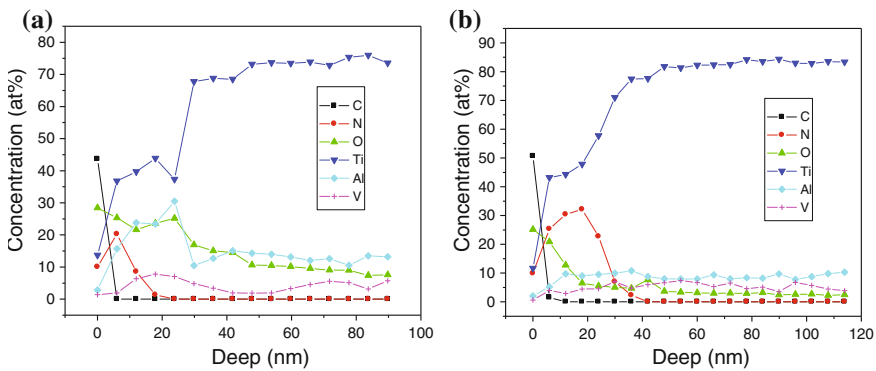 (a)
80
70
60
50
40
30
20
10
0
Concentration (at%)
0 20 40 60 80 100
Deep (nm)
C
N
O
Ti
Al
V
(b)
90
80
70
60
50
40
30
20
10
0
Concentration (at%)
0 20 40 60 80 100 120
Deep (nm)
C
N
O
Ti
Al
V